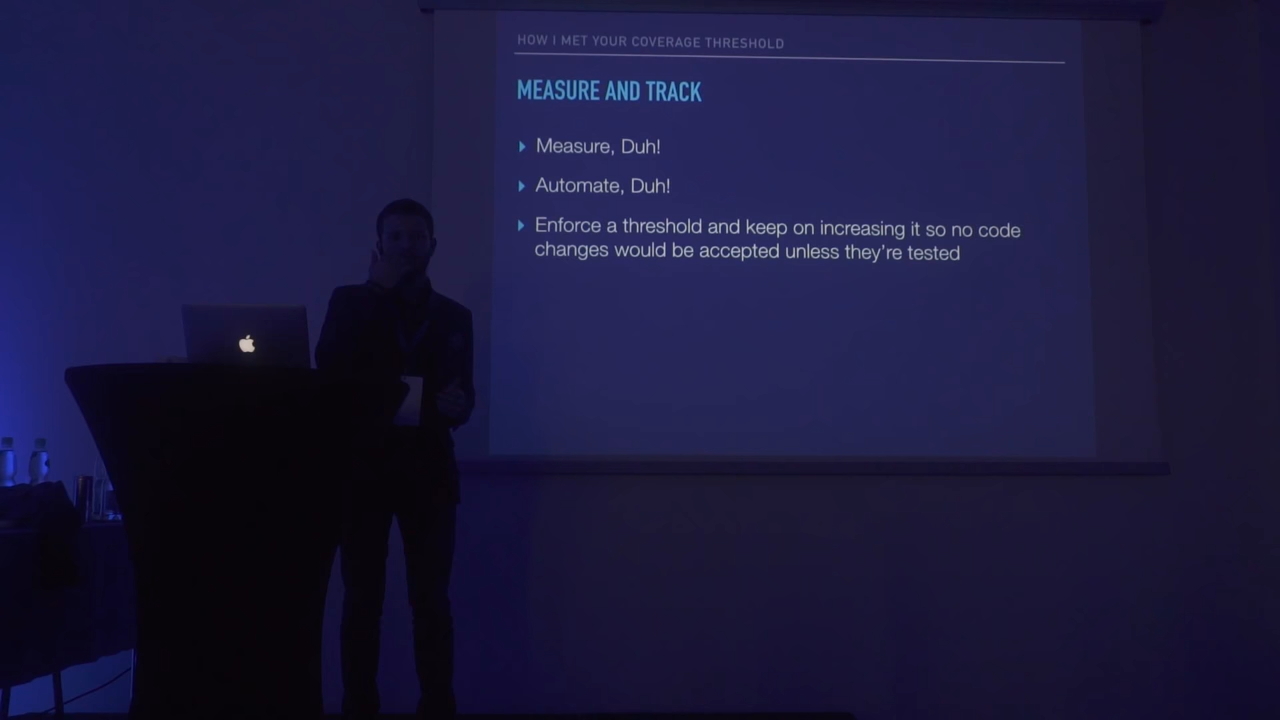 HOW I MET YOUR COVERAGE THRESHOLD
MEASURE AND TRACK
Measure, Duh!
Automate, Duh!
Enforce a threshold and keep on increasing it so no code
changes would be accepted unless they're tested